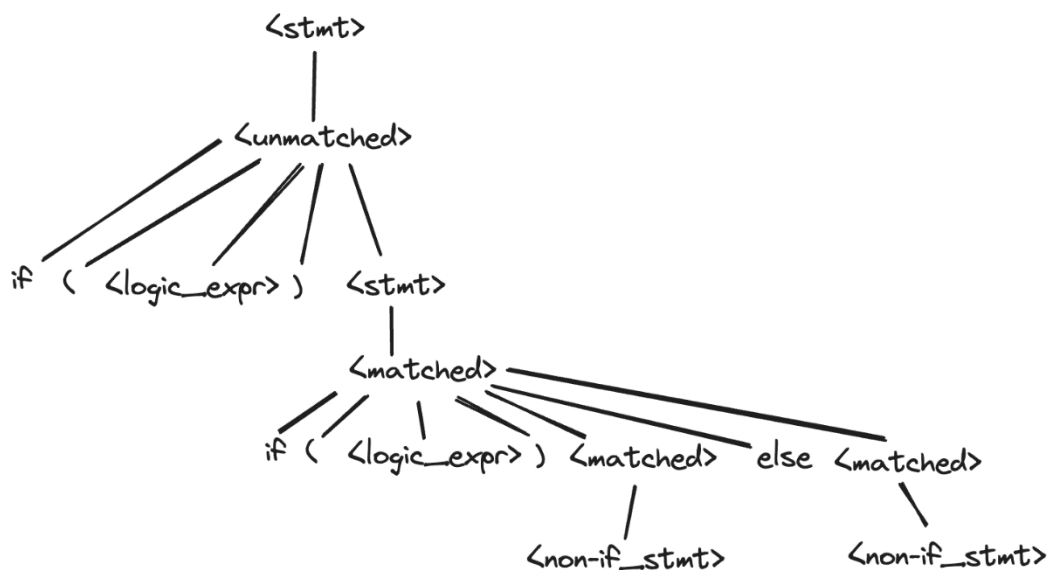 <stmt>
<unmatched>
if ( <logic_expr> ) <stmt>
<matched>
if ( <logic_expr> ) <matched> else <matched>
<non-if_stmt> <non-if_stmt>